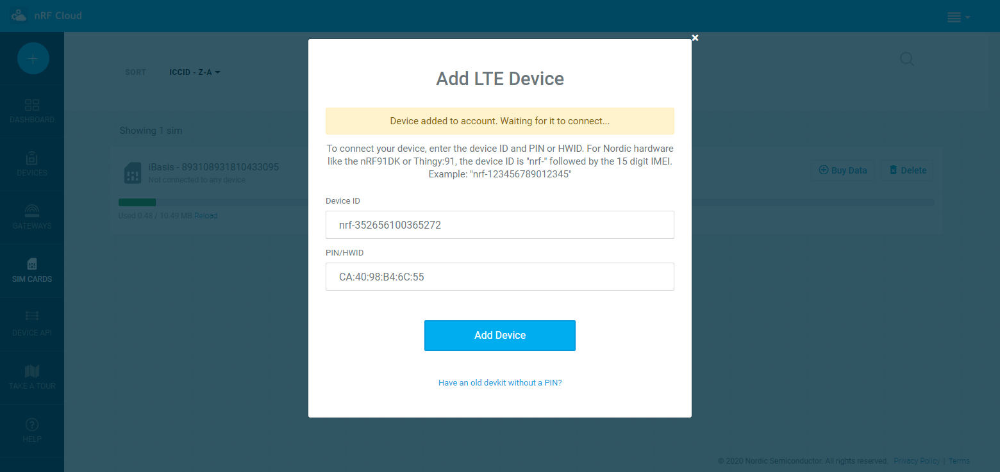 nRF Cloud
SORT
ICCID - Z-A
DASHBOARD
DEVICES
GATEWAYS
SIM CARDS
DEVICE API
TAKE A TOUR
HELP
Showing 1 sim
iBasis - 893108931810433095
Not connected to any device
Buy Data
Delete
Used 0.48 / 10.49 MB Reload
Add LTE Device
Device added to account. Waiting for it to connect...
To connect your device, enter the device ID and PIN or HWID. For Nordic hardware
like the nRF91DK or Thingy:91, the device ID is "nrf-" followed by the 15 digit IMEI.
Example: "nrf-123456789012345"
Device ID
nrf-352656100365272
PIN/HWID
CA:40:98:B4:6C:55
Add Device
Have an old devkit without a PIN?
© 2020 Nordic Semiconductor. All rights reserved. Privacy Policy | Terms